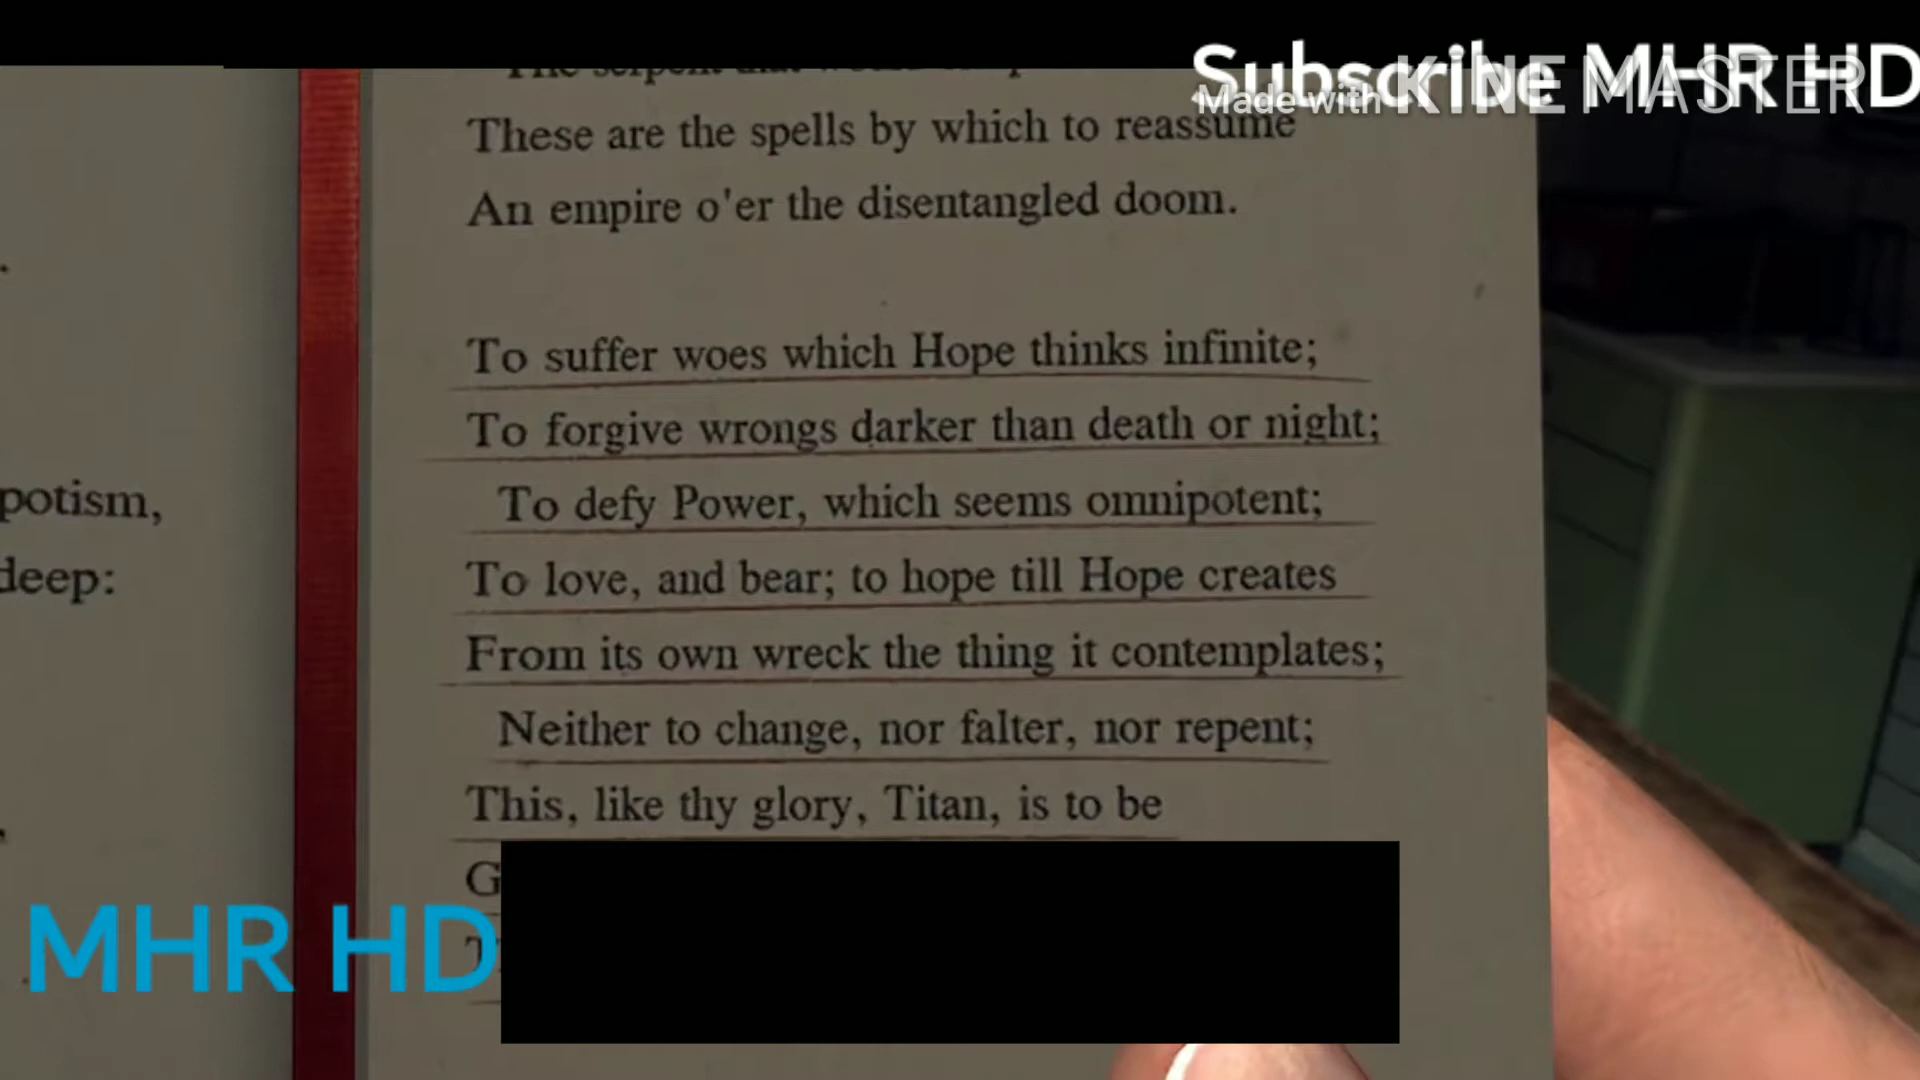 Subscribe MHR HD
Made with KINEMASTER
The serpent that would
These are the spells by which to reassume
An empire o'er the disentangled doom.
To suffer woes which Hope thinks infinite;
To forgive wrongs darker than death or night;
To defy Power, which seems omnipotent;
To love, and bear; to hope till Hope creates
From its own wreck the thing it contemplates;
Neither to change, nor falter, nor repent;
This, like thy glory, Titan, is to be
potism,
deep:
MHR HD